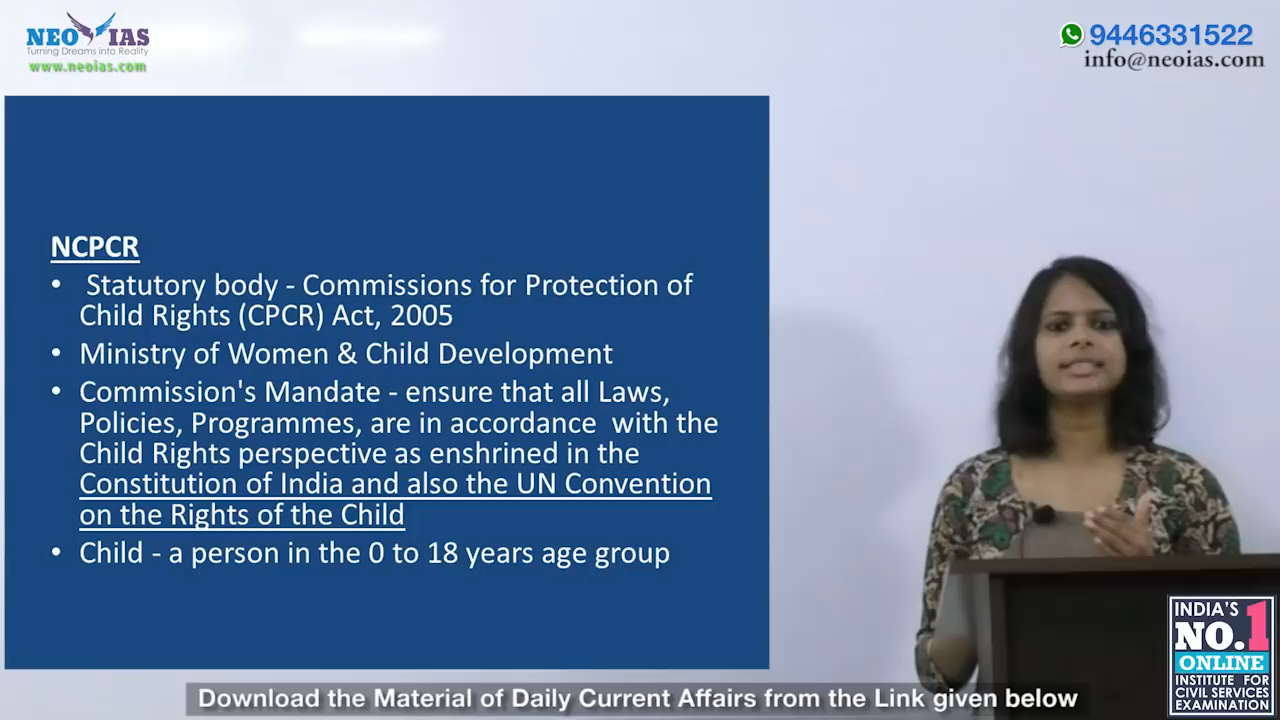 NEO IAS
Turning Dreams into Reality
www.neoias.com
9446331522
info@neoias.com
NCPCR
• Statutory body - Commissions for Protection of
Child Rights (CPCR) Act, 2005
• Ministry of Women & Child Development
• Commission's Mandate - ensure that all Laws,
Policies, Programmes, are in accordance with the
Child Rights perspective as enshrined in the
Constitution of India and also the UN Convention
on the Rights of the Child
• Child - a person in the 0 to 18 years age group
INDIA'S
NO.1
ONLINE
INSTITUTE FOR
CIVIL SERVICES
EXAMINATION
Download the Material of Daily Current Affairs from the Link given below